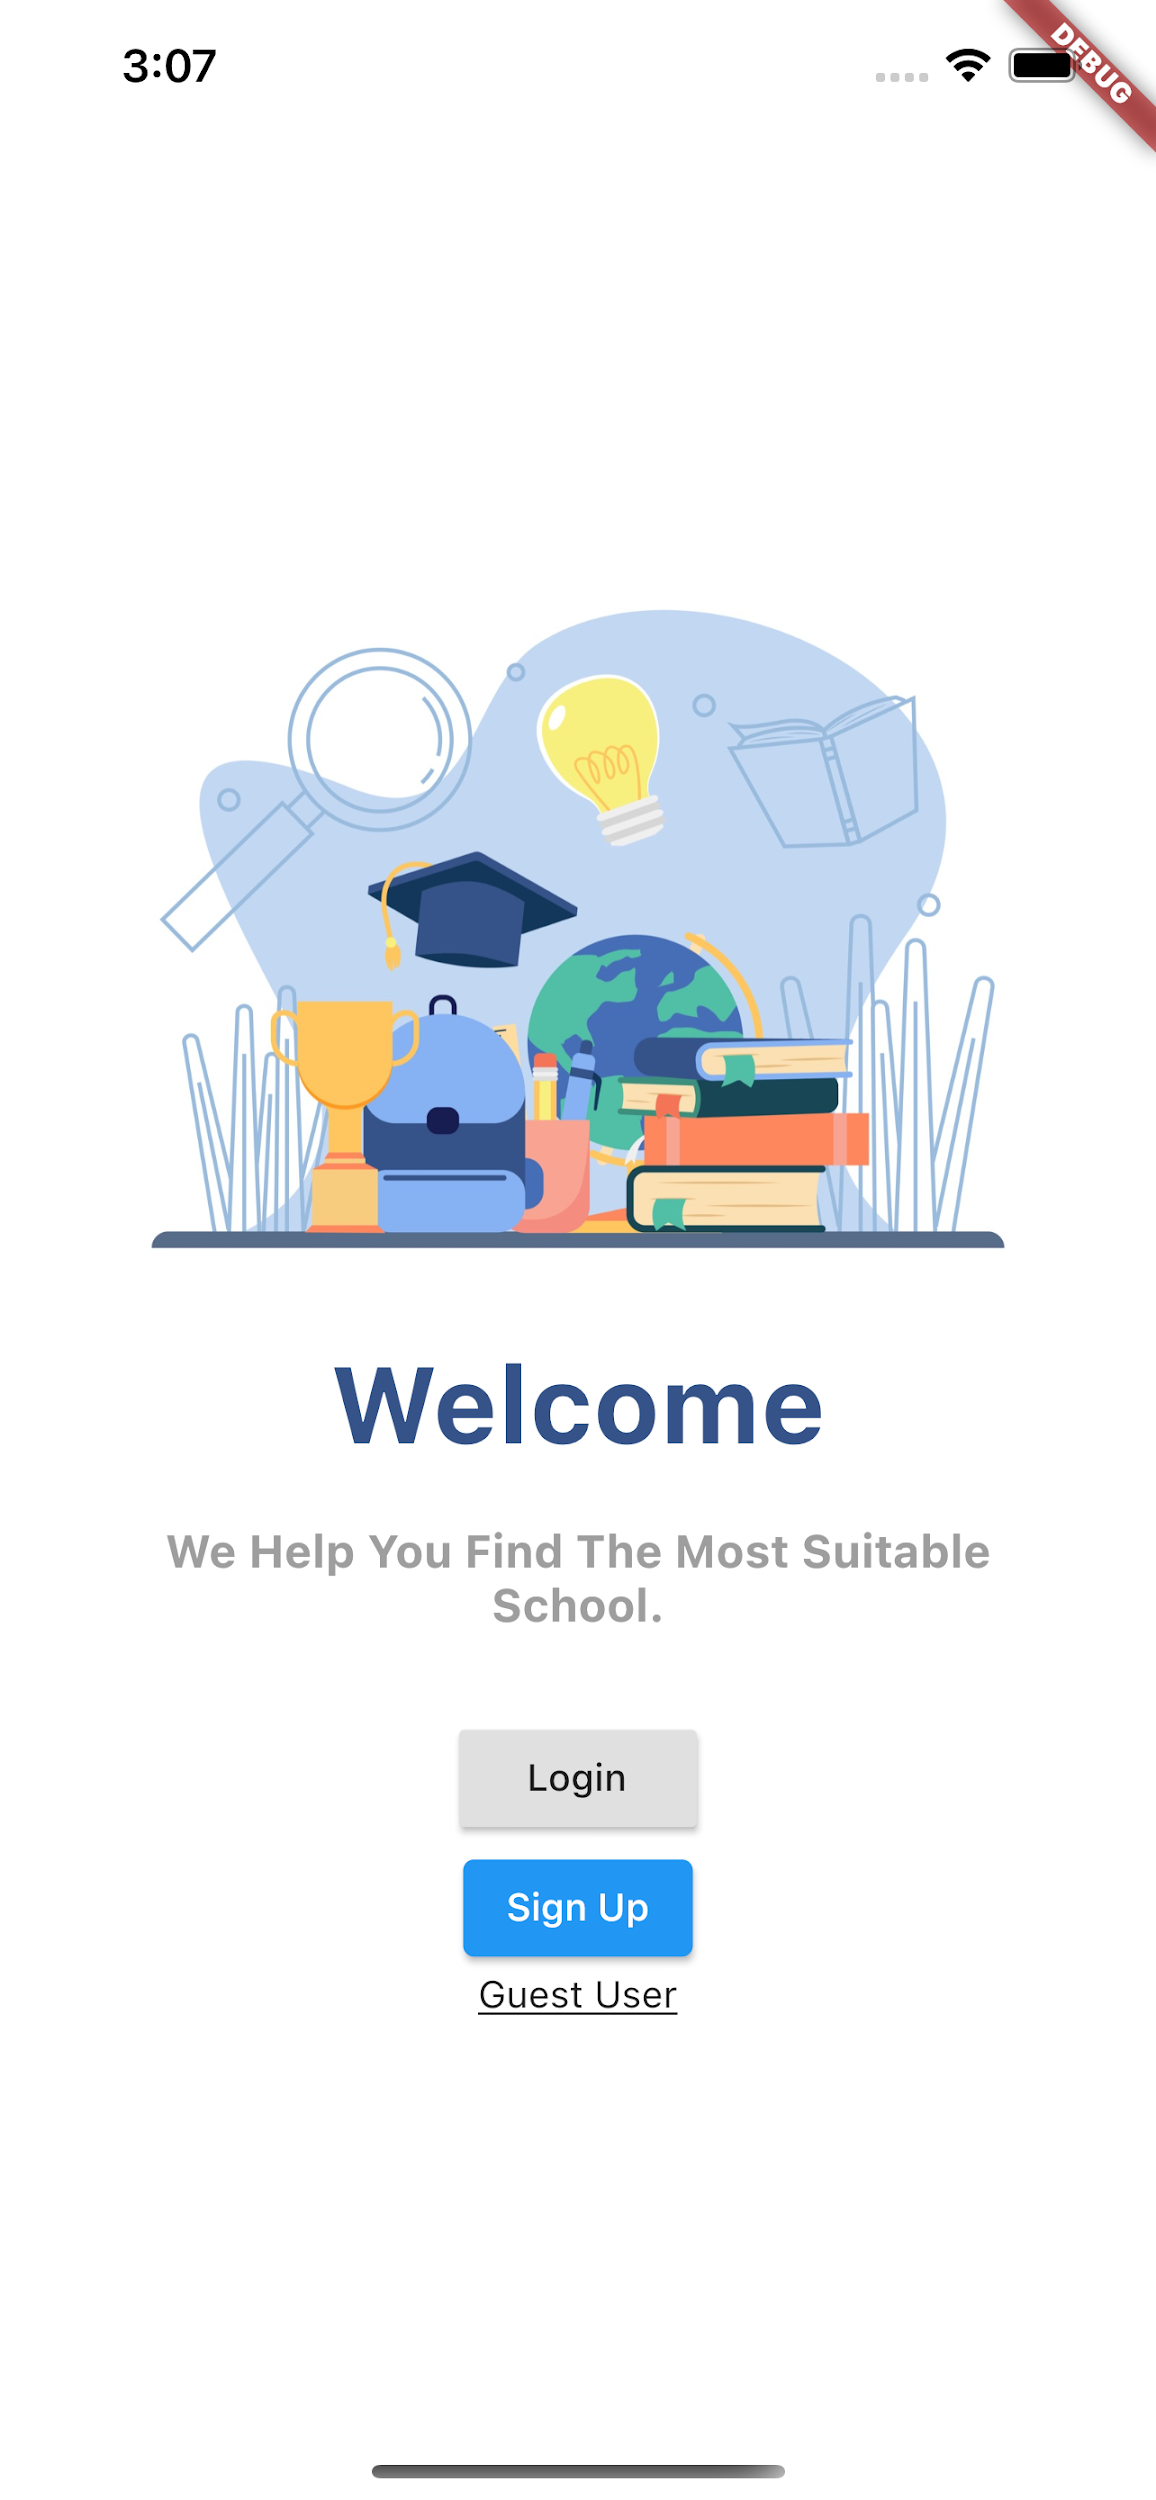 3:07
DEBUG
Welcome
We Help You Find The Most Suitable
School.
Login
Sign Up
Guest User